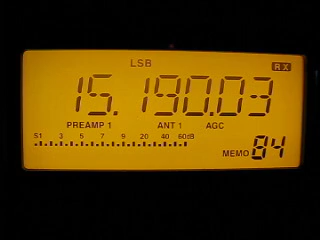 LSB RX
15.190.03
PREAMP 1 ANT 1 AGC
S1 3 5 7 9 20 40 60dB
MEMO 84